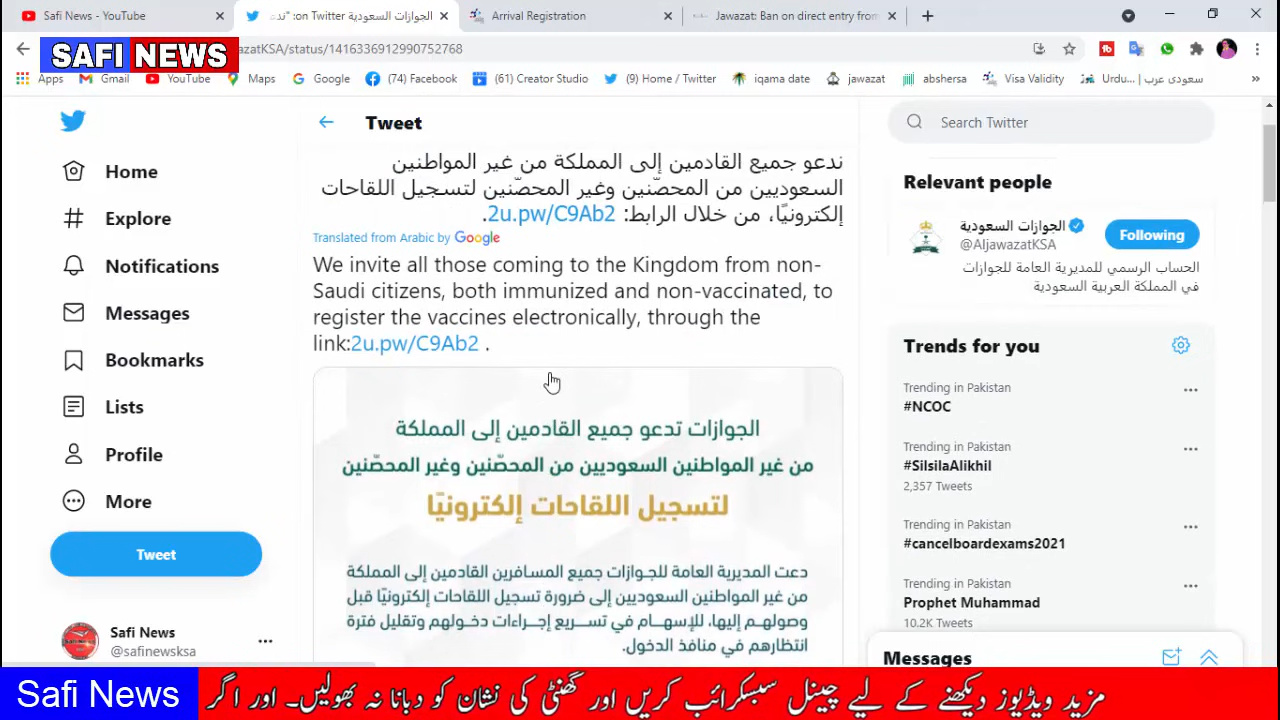 Safi News - YouTube
الجوازات السعودية on Twitter: "ندع
Arrival Registration
Jawazat: Ban on direct entry from
SAFI NEWS
wazatKSA/status/1416336912990752768
Apps
Gmail
YouTube
Maps
Google
(74) Facebook
(61) Creator Studio
(9) Home / Twitter
iqama date
jawazat
abshersa
Visa Validity
Urdu... سعودی عرب
»
Home
Explore
Notifications
Messages
Bookmarks
Lists
Profile
More
Tweet
Safi News
@safinewsksa
Tweet
ندعو جميع القادمين إلى المملكة من غير المواطنين
السعوديين من المحصّنين وغير المحصّنين لتسجيل اللقاحات
إلكترونيًا، من خلال الرابط: 2u.pw/C9Ab2.
Translated from Arabic by Google
We invite all those coming to the Kingdom from non-
Saudi citizens, both immunized and non-vaccinated, to
register the vaccines electronically, through the
link:2u.pw/C9Ab2 .
الجوازات تدعو جميع القادمين إلى المملكة
من غير المواطنين السعوديين من المحصّنين وغير المحصّنين
لتسجيل اللقاحات إلكترونيًا
دعت المديرية العامة للجوازات جميع المسافرين القادمين إلى المملكة
من غير المواطنين السعوديين إلى ضرورة تسجيل اللقاحات إلكترونيًا قبل
وصولهم إليها، للإسهام في تسريع إجراءات دخولهم وتقليل فترة
انتظارهم في منافذ الدخول.
Search Twitter
Relevant people
الجوازات السعودية
@AljawazatKSA
Following
الحساب الرسمي للمديرية العامة للجوازات
في المملكة العربية السعودية
Trends for you
Trending in Pakistan
#NCOC
Trending in Pakistan
#SilsilaAlikhil
2,357 Tweets
Trending in Pakistan
#cancelboardexams2021
Trending in Pakistan
Prophet Muhammad
10.2K Tweets
Messages
Safi News
مزید ویڈیوز دیکھنے کے لیے چینل سبسکرائب کریں اور گھنٹی کی نشان کو دبانا نہ بھولیں۔ اور اگر